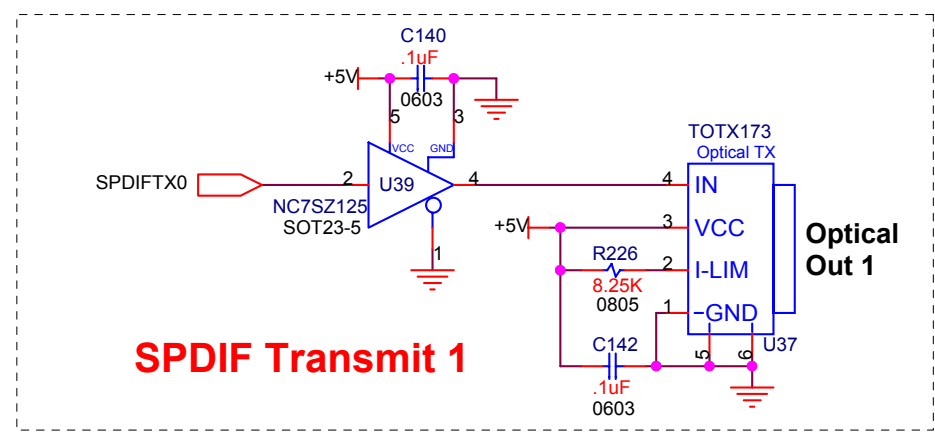 C140
.1uF
+5V
0603
5
3
VCC
GND
SPDIFTX0
2
U39
4
NC7SZ125
SOT23-5
1
TOTX173
Optical TX
4
IN
+5V
3
VCC
R226
2
I-LIM
8.25K
0805
1
GND
5
6
U37
C142
.1uF
0603
Optical
Out 1
SPDIF Transmit 1